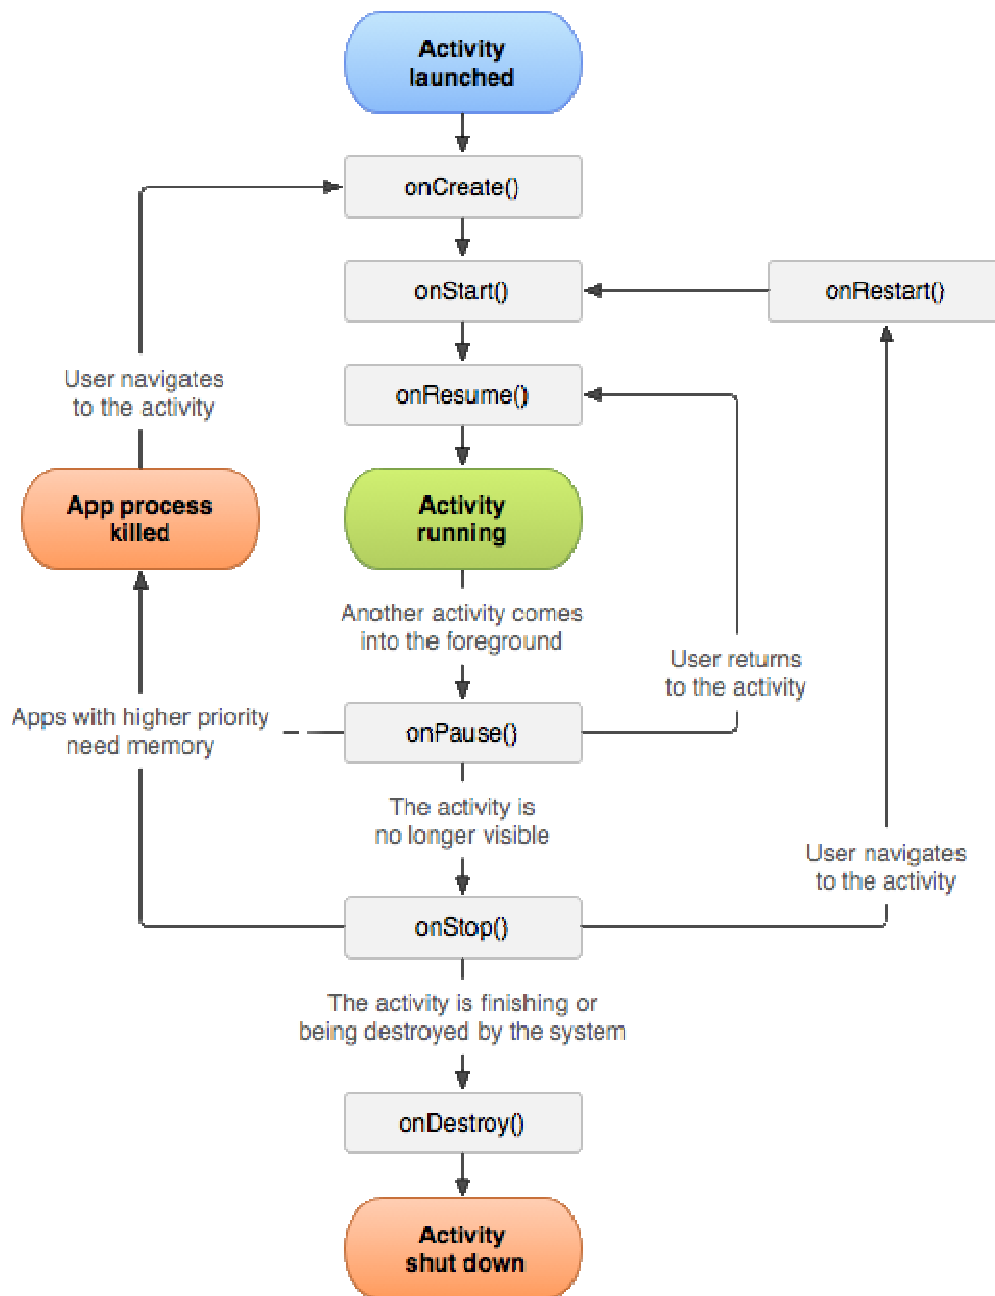 Activity
launched
onCreate()
onStart()
onRestart()
User navigates
to the activity
onResume()
App process
killed
Activity
running
Another activity comes
into the foreground
User returns
to the activity
Apps with higher priority
need memory
onPause()
The activity is
no longer visible
User navigates
to the activity
onStop()
The activity is finishing or
being destroyed by the system
onDestroy()
Activity
shut down